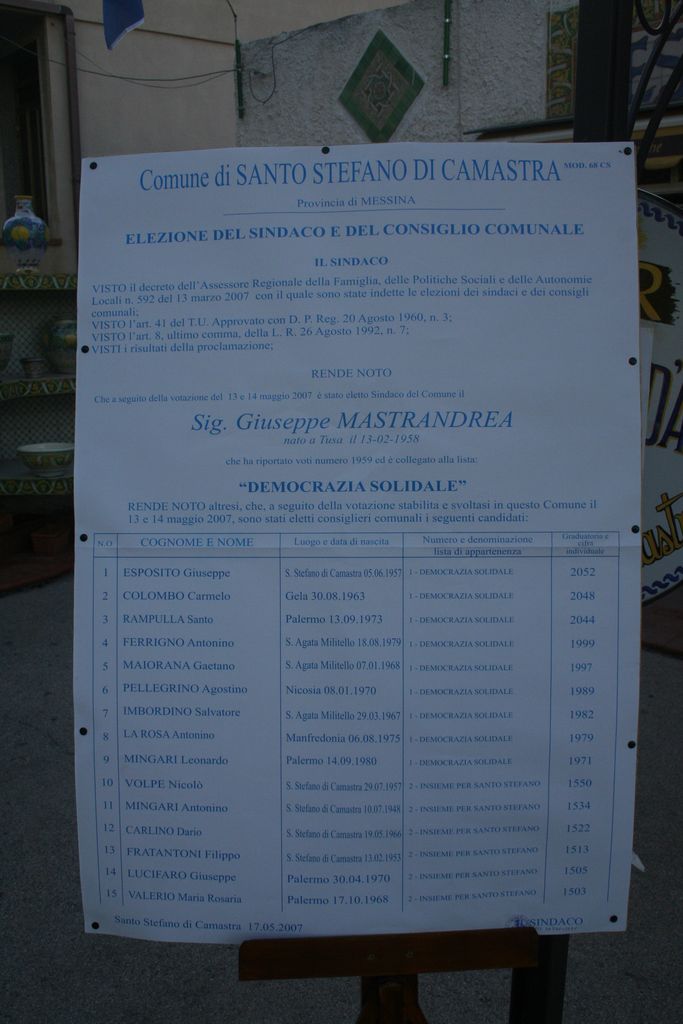 Comune di SANTO STEFANO DI CAMASTRA MOD. 68 CS
Provincia di MESSINA
ELEZIONE DEL SINDACO E DEL CONSIGLIO COMUNALE
IL SINDACO
VISTO il decreto dell'Assessore Regionale della Famiglia, delle Politiche Sociali e delle Autonomie
Locali n. 592 del 13 marzo 2007 con il quale sono state indette le elezioni dei sindaci e dei consigli
comunali;
VISTO l'art. 41 del T.U. Approvato con D. P. Reg. 20 Agosto 1960, n. 3;
VISTO l'art. 8, ultimo comma, della L. R. 26 Agosto 1992, n. 7;
VISTI i risultati della proclamazione;
RENDE NOTO
Che a seguito della votazione del 13 e 14 maggio 2007 è stato eletto Sindaco del Comune il
Sig. Giuseppe MASTRANDREA
nato a Tusa il 13-02-1958
che ha riportato voti numero 1959 ed è collegato alla lista:
“DEMOCRAZIA SOLIDALE”
RENDE NOTO altresi, che, a seguito della votazione stabilita e svoltasi in questo Comune il
13 e 14 maggio 2007, sono stati eletti consiglieri comunali i seguenti candidati:
N.O COGNOME E NOME Luogo e data di nascita Numero e denominazione lista di appartenenza Graduatoria e cifra individuale
1 ESPOSITO Giuseppe S. Stefano di Camastra 05.06.1957 1 - DEMOCRAZIA SOLIDALE 2052
2 COLOMBO Carmelo Gela 30.08.1963 1 - DEMOCRAZIA SOLIDALE 2048
3 RAMPULLA Santo Palermo 13.09.1973 1 - DEMOCRAZIA SOLIDALE 2044
4 FERRIGNO Antonino S. Agata Militello 18.08.1979 1 - DEMOCRAZIA SOLIDALE 1999
5 MAIORANA Gaetano S. Agata Militello 07.01.1968 1 - DEMOCRAZIA SOLIDALE 1997
6 PELLEGRINO Agostino Nicosia 08.01.1970 1 - DEMOCRAZIA SOLIDALE 1989
7 IMBORDINO Salvatore S. Agata Militello 29.03.1967 1 - DEMOCRAZIA SOLIDALE 1982
8 LA ROSA Antonino Manfredonia 06.08.1975 1 - DEMOCRAZIA SOLIDALE 1979
9 MINGARI Leonardo Palermo 14.09.1980 1 - DEMOCRAZIA SOLIDALE 1971
10 VOLPE Nicolò S. Stefano di Camastra 29.07.1957 2 - INSIEME PER SANTO STEFANO 1550
11 MINGARI Antonino S. Stefano di Camastra 10.07.1948 2 - INSIEME PER SANTO STEFANO 1534
12 CARLINO Dario S. Stefano di Camastra 19.05.1966 2 - INSIEME PER SANTO STEFANO 1522
13 FRATANTONI Filippo S. Stefano di Camastra 13.02.1953 2 - INSIEME PER SANTO STEFANO 1513
14 LUCIFARO Giuseppe Palermo 30.04.1970 2 - INSIEME PER SANTO STEFANO 1505
15 VALERIO Maria Rosaria Palermo 17.10.1968 2 - INSIEME PER SANTO STEFANO 1503
Santo Stefano di Camastra 17.05.2007
IL SINDACO